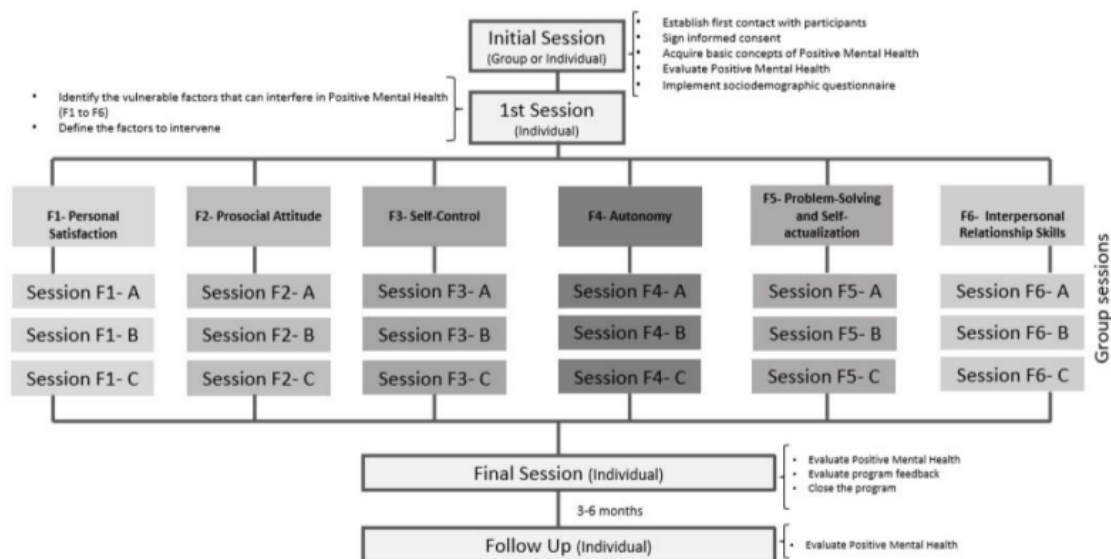 Initial Session
(Group or Individual)
• Establish first contact with participants
• Sign informed consent
• Acquire basic concepts of Positive Mental Health
• Evaluate Positive Mental Health
• Implement sociodemographic questionnaire
• Identify the vulnerable factors that can interfere in Positive Mental Health
(F1 to F6)
• Define the factors to intervene
1st Session
(Individual)
F1- Personal
Satisfaction
F2- Prosocial Attitude
F3- Self-Control
F4- Autonomy
F5- Problem-Solving
and Self-
actualization
F6- Interpersonal
Relationship Skills
Session F1- A
Session F2- A
Session F3- A
Session F4- A
Session F5- A
Session F6- A
Session F1- B
Session F2- B
Session F3- B
Session F4- B
Session F5- B
Session F6- B
Session F1- C
Session F2- C
Session F3- C
Session F4- C
Session F5- C
Session F6- C
Group sessions
Final Session (Individual)
• Evaluate Positive Mental Health
• Evaluate program feedback
• Close the program
3-6 months
Follow Up (Individual)
• Evaluate Positive Mental Health